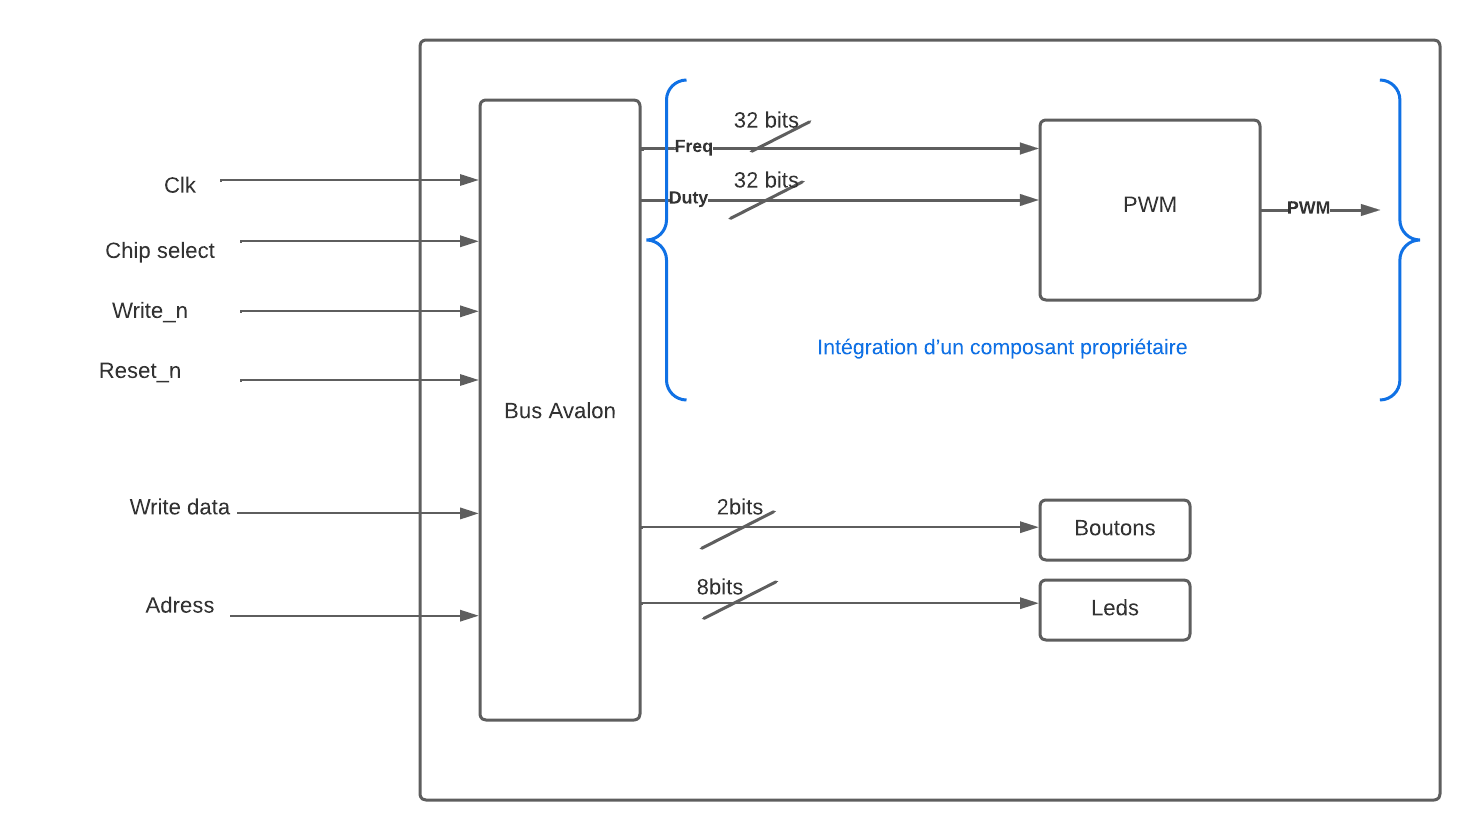 32 bits
Freq
Clk
32 bits
Duty
PWM
PWM
Chip select
Write_n
Intégration d'un composant propriétaire
Reset_n
Bus Avalon
Write data
2bits
Boutons
8bits
Adress
Leds